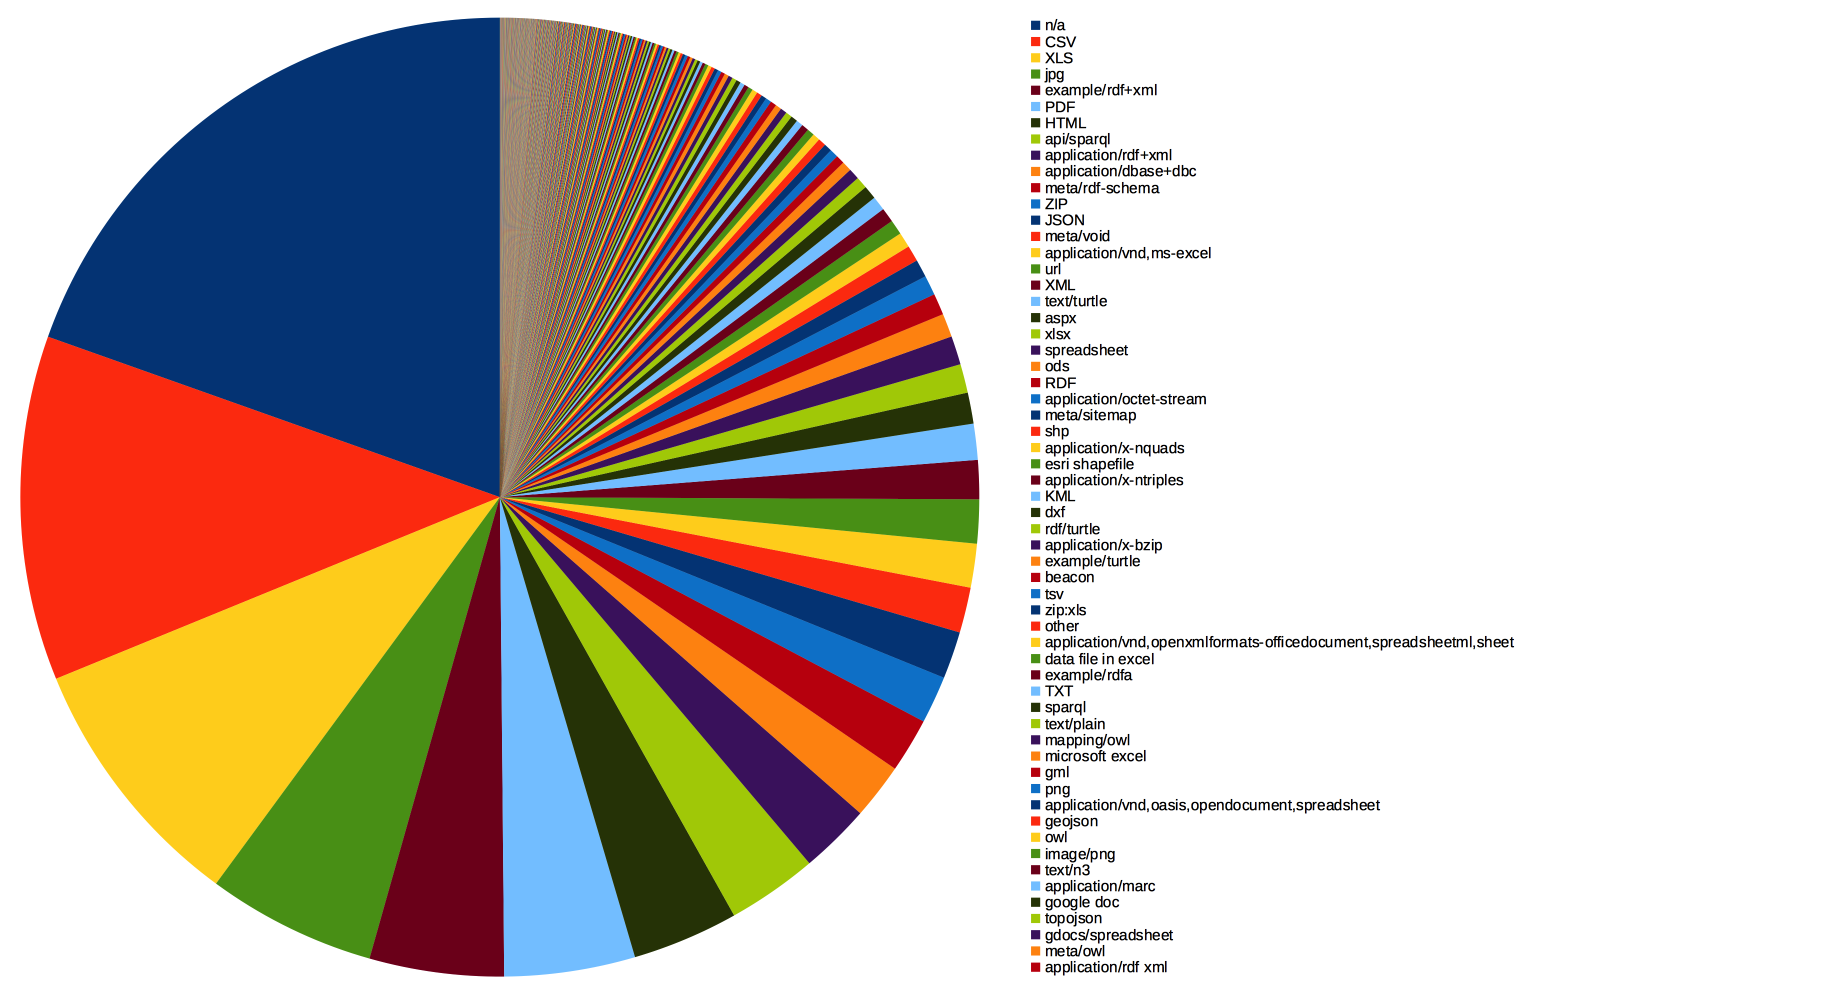 n/a
CSV
XLS
jpg
example/rdf+xml
PDF
HTML
api/sparql
application/rdf+xml
application/dbase+dbc
meta/rdf-schema
ZIP
JSON
meta/void
application/vnd,ms-excel
url
XML
text/turtle
aspx
xlsx
spreadsheet
ods
RDF
application/octet-stream
meta/sitemap
shp
application/x-nquads
esri shapefile
application/x-ntriples
KML
dxf
rdf/turtle
application/x-bzip
example/turtle
beacon
tsv
zip:xls
other
application/vnd,openxmlformats-officedocument,spreadsheetml,sheet
data file in excel
example/rdfa
TXT
sparql
text/plain
mapping/owl
microsoft excel
gml
png
application/vnd,oasis,opendocument,spreadsheet
geojson
owl
image/png
text/n3
application/marc
google doc
topojson
gdocs/spreadsheet
meta/owl
application/rdf xml